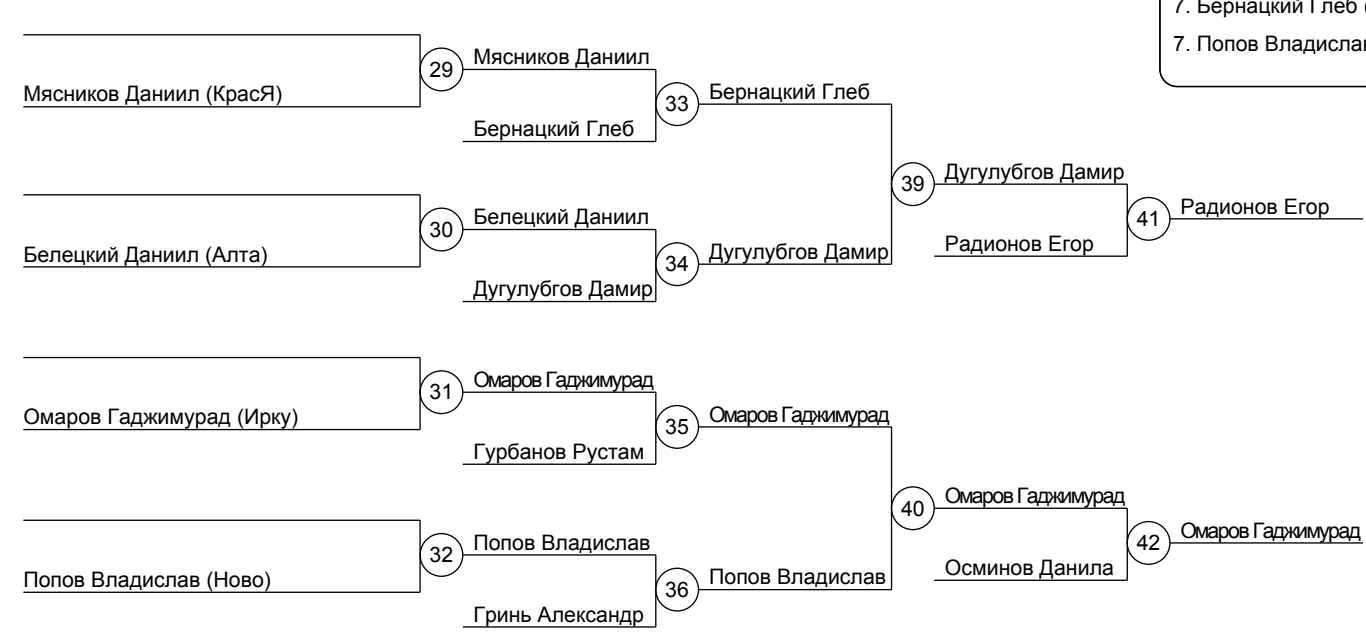 7. Бернацкий Глеб (
7. Попов Владислав
29
Мясников Даниил
Мясников Даниил (КрасЯ)
33
Бернацкий Глеб
Бернацкий Глеб
39
Дугулубгов Дамир
30
Белецкий Даниил
Белецкий Даниил (Алта)
34
Дугулубгов Дамир
Дугулубгов Дамир
Радионов Егор
41
Радионов Егор
31
Омаров Гаджимурад
Омаров Гаджимурад (Ирку)
35
Омаров Гаджимурад
Гурбанов Рустам
40
Омаров Гаджимурад
32
Попов Владислав
Попов Владислав (Ново)
36
Попов Владислав
Гринь Александр
Осминов Данила
42
Омаров Гаджимурад